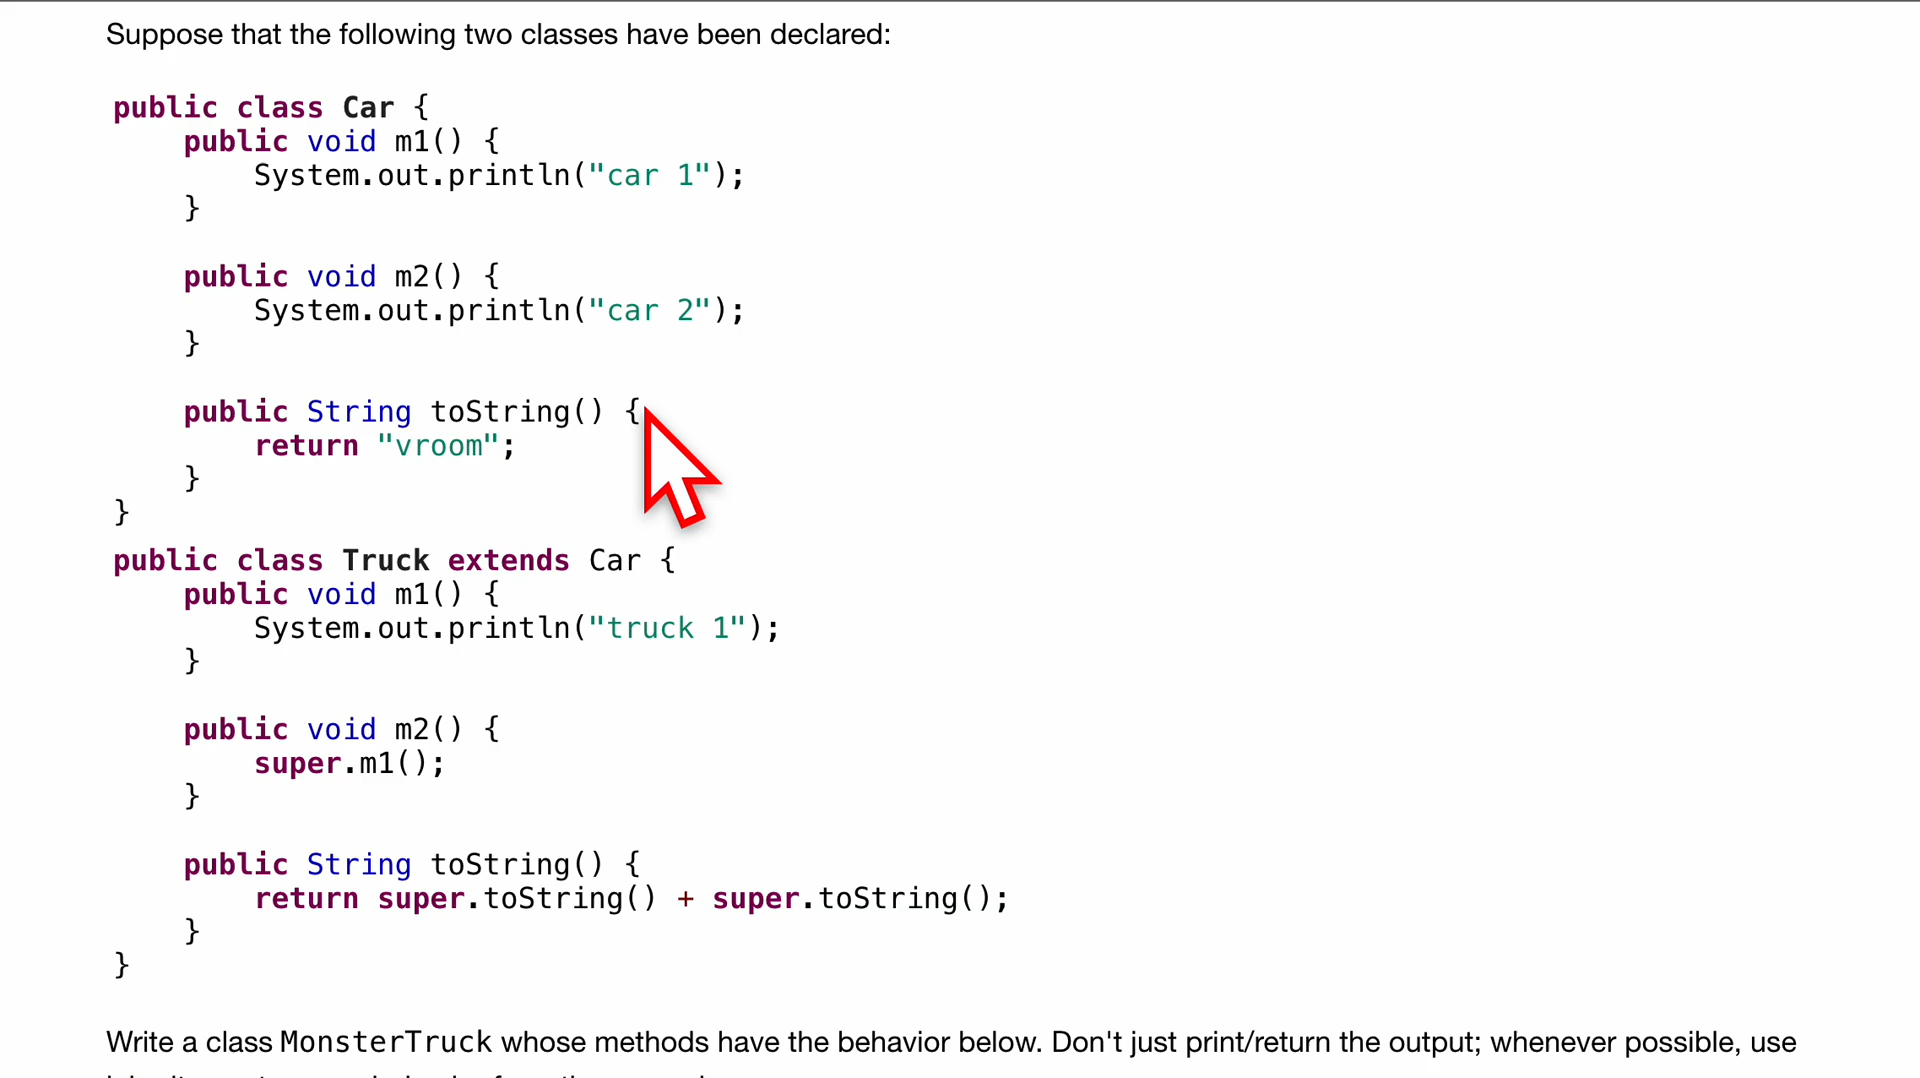 Suppose that the following two classes have been declared:
public class Car {
public void m1() {
System.out.println("car 1");
}
public void m2() {
System.out.println("car 2");
}
public String toString() {
return "vroom";
}
}
public class Truck extends Car {
public void m1() {
System.out.println("truck 1");
}
public void m2() {
super.m1();
}
public String toString() {
return super.toString() + super.toString();
}
}
Write a class MonsterTruck whose methods have the behavior below. Don't just print/return the output; whenever possible, use